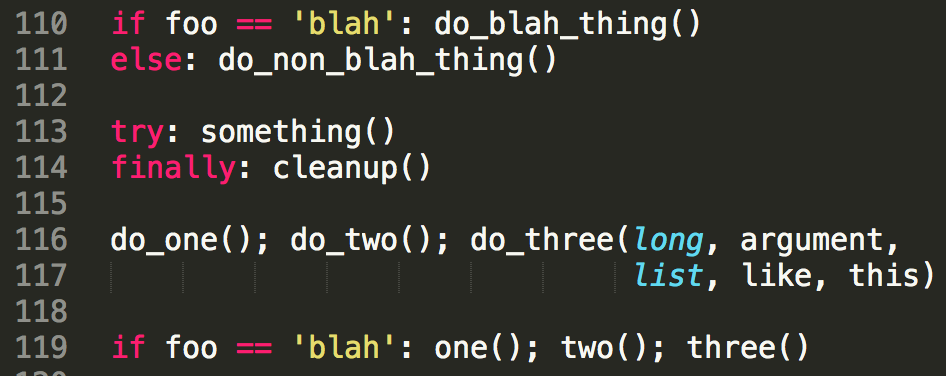 110 if foo == 'blah': do_blah_thing()
111 else: do_non_blah_thing()
112
113 try: something()
114 finally: cleanup()
115
116 do_one(); do_two(); do_three(long, argument,
117                              list, like, this)
118
119 if foo == 'blah': one(); two(); three()